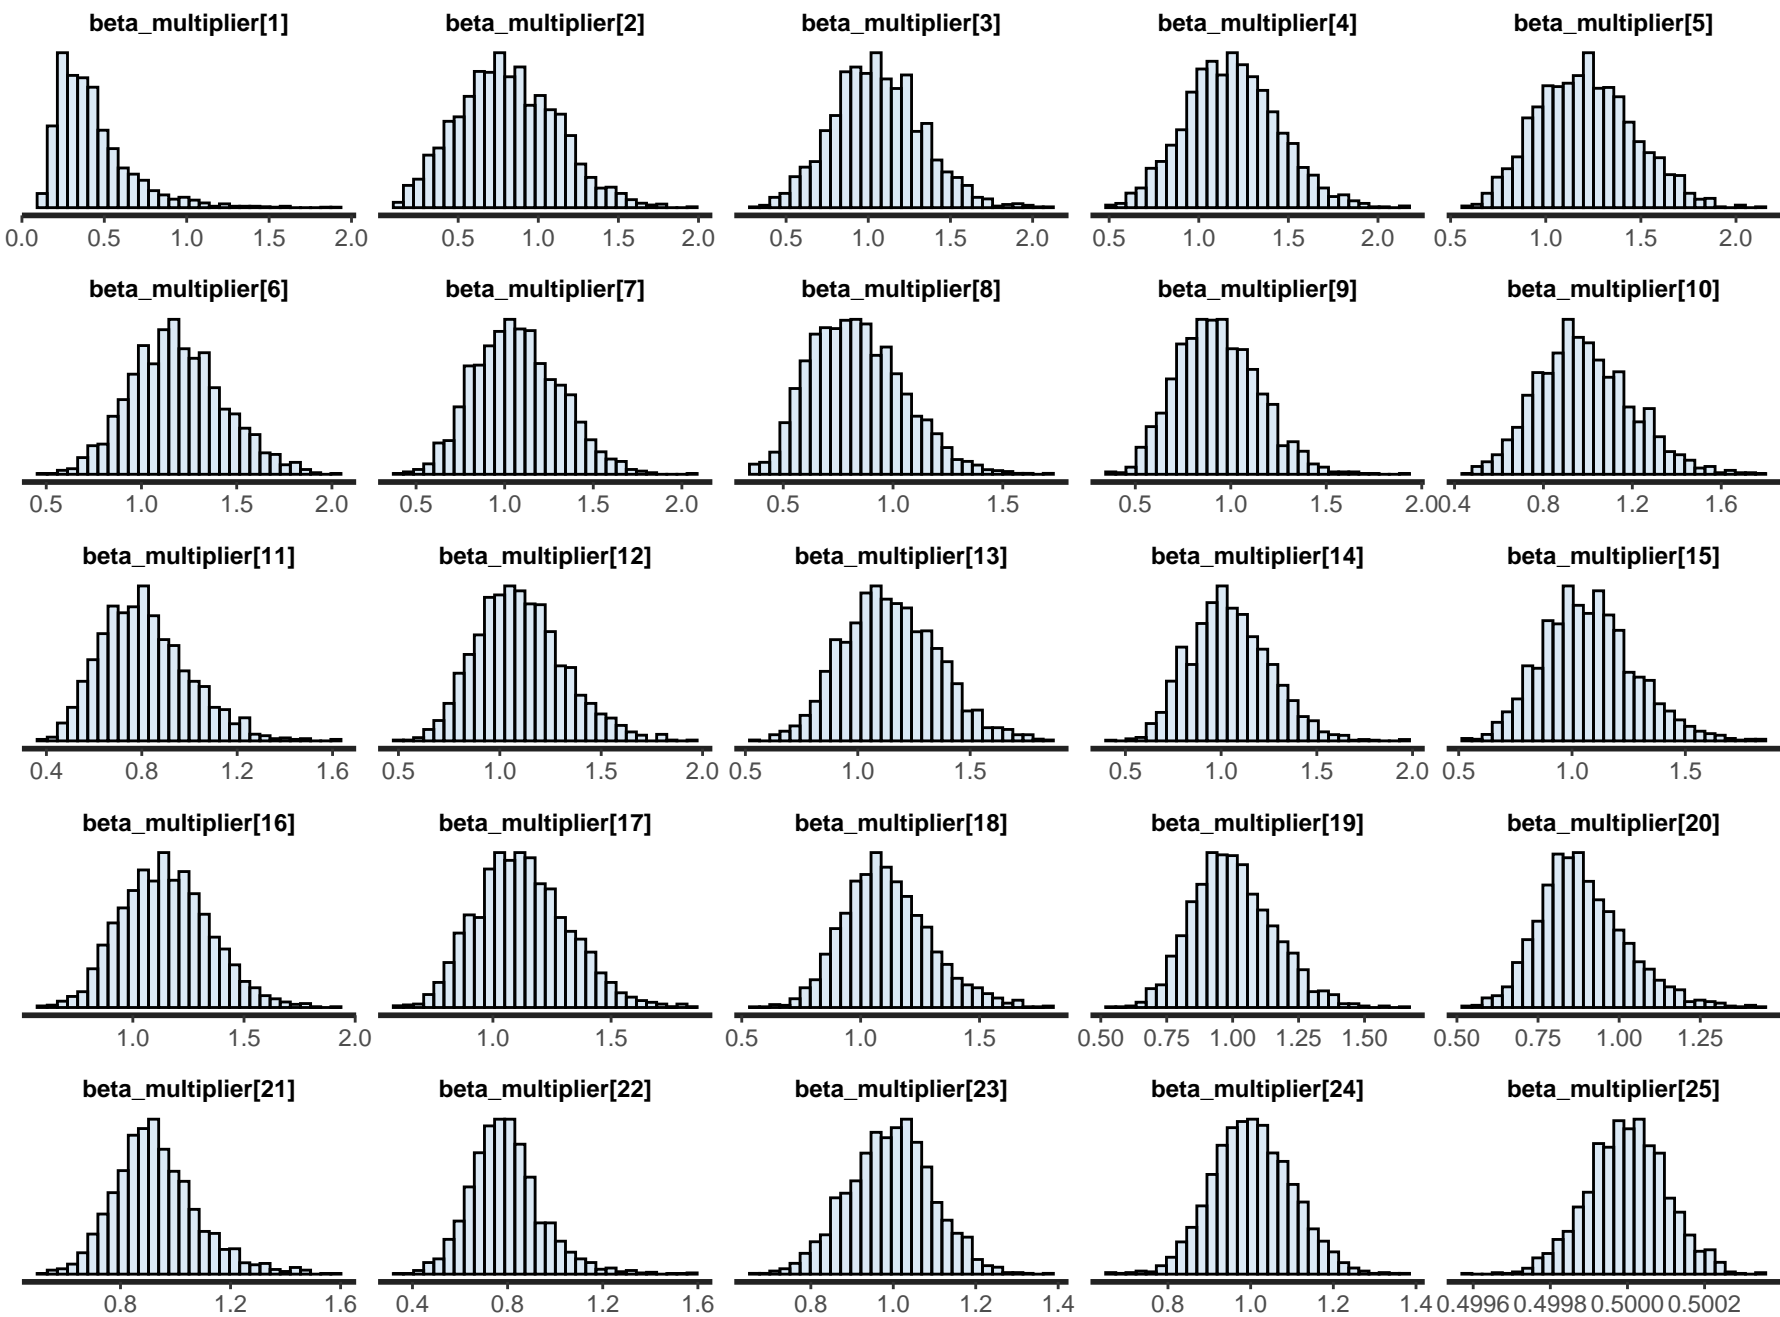 beta_multiplier[1] beta_multiplier[2] beta_multiplier[3] beta_multiplier[4] beta_multiplier[5]
0.0 0.5 1.0 1.5 2.0 0.5 1.0 1.5 2.0 0.5 1.0 1.5 2.0 0.5 1.0 1.5 2.0 0.5 1.0 1.5 2.0
beta_multiplier[6] beta_multiplier[7] beta_multiplier[8] beta_multiplier[9] beta_multiplier[10]
0.5 1.0 1.5 2.0 0.5 1.0 1.5 2.0 0.5 1.0 1.5 0.5 1.0 1.5 2.0 0.4 0.8 1.2 1.6
beta_multiplier[11] beta_multiplier[12] beta_multiplier[13] beta_multiplier[14] beta_multiplier[15]
0.4 0.8 1.2 1.6 0.5 1.0 1.5 2.0 0.5 1.0 1.5 0.5 1.0 1.5 2.0 0.5 1.0 1.5
beta_multiplier[16] beta_multiplier[17] beta_multiplier[18] beta_multiplier[19] beta_multiplier[20]
1.0 1.5 2.0 1.0 1.5 0.5 1.0 1.5 0.50 0.75 1.00 1.25 1.50 0.50 0.75 1.00 1.25
beta_multiplier[21] beta_multiplier[22] beta_multiplier[23] beta_multiplier[24] beta_multiplier[25]
0.8 1.2 1.6 0.4 0.8 1.2 1.6 0.8 1.0 1.2 1.4 0.8 1.0 1.2 1.4 0.4996 0.4998 0.5000 0.5002